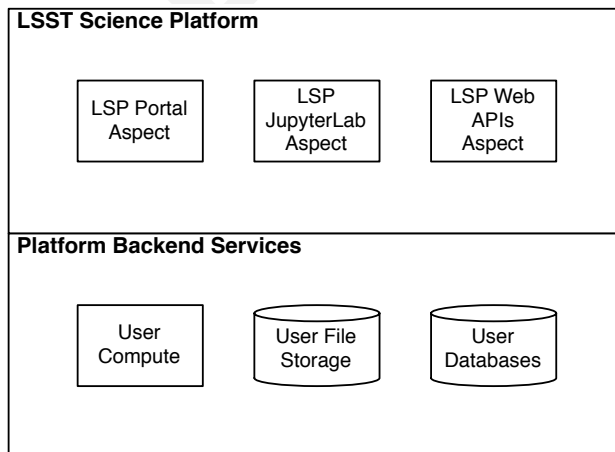 LSST Science Platform
LSP Portal
Aspect
LSP
JupyterLab
Aspect
LSP Web
APIs
Aspect
Platform Backend Services
User
Compute
User File
Storage
User
Databases